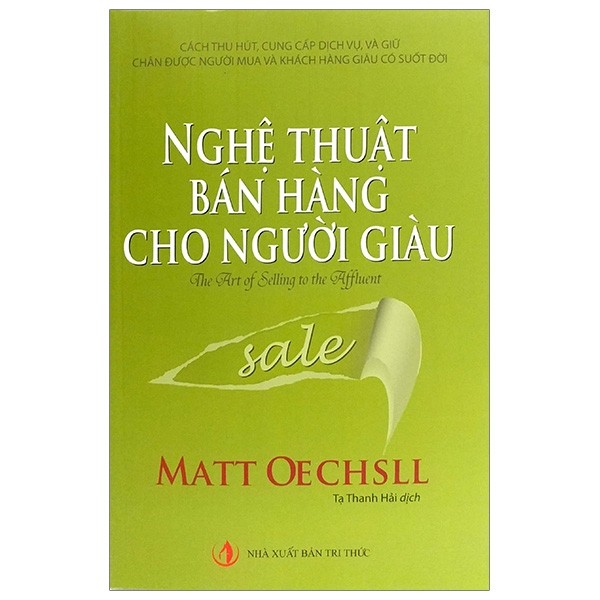 CÁCH THU HÚT, CUNG CẤP DỊCH VỤ, VÀ GIỮ
CHÂN ĐƯỢC NGƯỜI MUA VÀ KHÁCH HÀNG GIÀU CÓ SUỐT ĐỜI
NGHỆ THUẬT
BÁN HÀNG
CHO NGƯỜI GIÀU
The Art of Selling to the Affluent
sale
MATT OECHSLL
Tạ Thanh Hải dịch
NHÀ XUẤT BẢN TRI THỨC